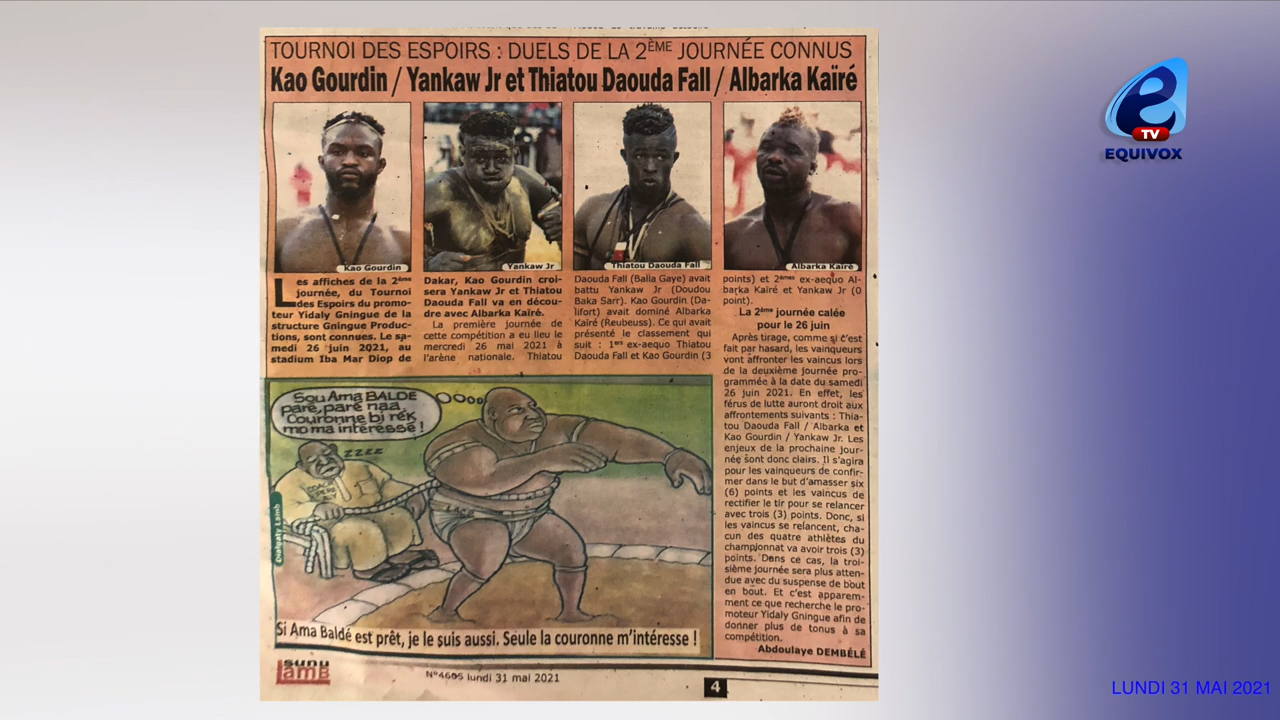 TOURNOI DES ESPOIRS : DUELS DE LA 2ÈME JOURNÉE CONNUS
Kao Gourdin / Yankaw Jr et Thiatou Daouda Fall / Albarka Kaïré
Kao Gourdin
Yankaw Jr
Thiatou Daouda Fall
Albarka Kaïré
Les affiches de la 2ème
journée, du Tournoi
des Espoirs du promo-
teur Yidaly Gningue de la
structure Gningue Produc-
tions, sont connues. Le sa-
medi 26 juin 2021, au
stadium Iba Mar Diop de
Dakar, Kao Gourdin croi-
sera Yankaw Jr et Thiatou
Daouda Fall va en décou-
dre avec Albarka Kaïré.
La première journée de
cette compétition a eu lieu le
mercredi 26 mai 2021 à
l'arène nationale. Thiatou
Daouda Fall (Balla Gaye) avait
battu Yankaw Jr (Doudou
Baka Sarr). Kao Gourdin (Da-
lifort) avait dominé Albarka
Kaïré (Reubeuss). Ce qui avait
présenté le classement qui
suit : 1ers ex-aequo Thiatou
Daouda Fall et Kao Gourdin (3
points) et 2èmes ex-aequo Al-
barka Kaïré et Yankaw Jr (0
point).
La 2ème journée calée
pour le 26 juin
Après tirage, comme si c'est
fait par hasard, les vainqueurs
vont affronter les vaincus lors
de la deuxième journée pro-
grammée à la date du samedi
26 juin 2021. En effet, les
férus de lutte auront droit aux
affrontements suivants : Thia-
tou Daouda Fall / Albarka et
Kao Gourdin / Yankaw Jr. Les
enjeux de la prochaine jour-
née sont donc clairs. Il s'agira
pour les vainqueurs de confir-
mer dans le but d'amasser six
(6) points et les vaincus de
rectifier le tir pour se relancer
avec trois (3) points. Donc, si
les vaincus se relancent, cha-
cun des quatre athlètes du
championnat va avoir trois (3)
points. Dans ce cas, la troi-
sième journée sera plus atten-
due avec du suspense de bout
en bout. Et c'est apparem-
ment ce que recherche le pro-
moteur Yidaly Gningue afin de
donner plus de tonus à sa
compétition.
Abdoulaye DEMBÉLÉ
Sou Ama BALDE
pare, pare naa.
Couronne bi rek
mo ma intéresse !
ZZZZ
Dialgaty Lamb
Si Ama Baldé est prêt, je le suis aussi. Seule la couronne m'intéresse !
sunu
Lamb
N°4605 lundi 31 mai 2021
4
e
TV
EQUIVOX
LUNDI 31 MAI 2021